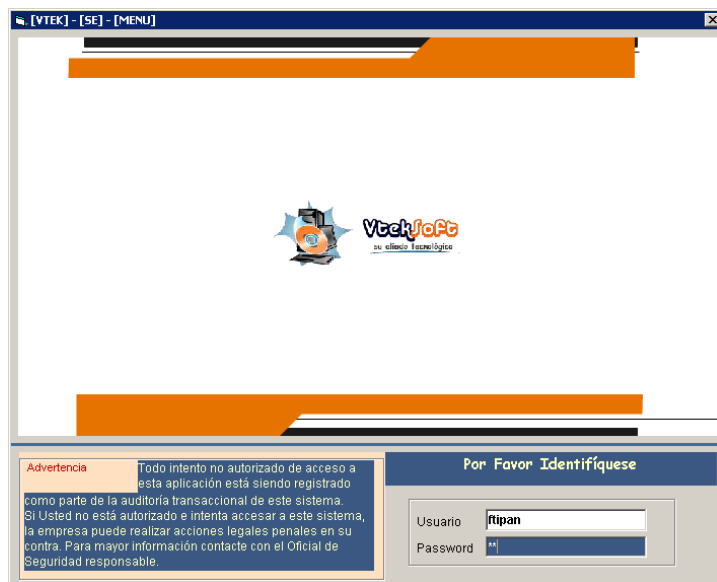 [VTEK] - [SE] - [MENU]
VtekSoft
su aliado Tecnológico
Advertencia
Todo intento no autorizado de acceso a
esta aplicación está siendo registrado
como parte de la auditoría transaccional de este sistema.
Si Usted no está autorizado e intenta accesar a este sistema,
la empresa puede realizar acciones legales penales en su
contra. Para mayor información contacte con el Oficial de
Seguridad responsable.
Por Favor Identifíquese
Usuario ftipan
Password **